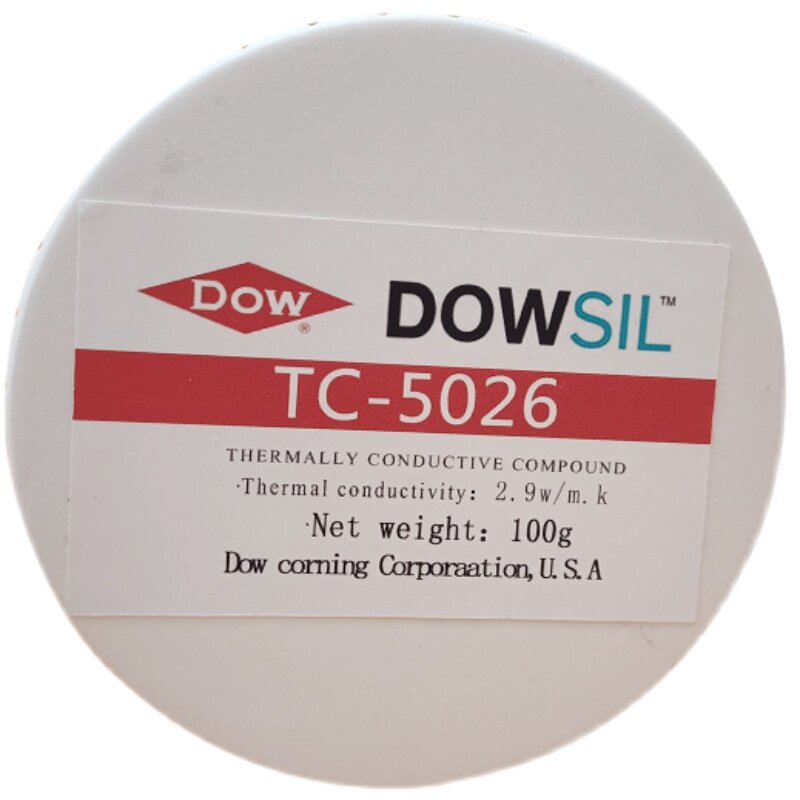 DOW®
DOWSIL™
TC-5026
THERMALLY CONDUCTIVE COMPOUND
·Thermal conductivity: 2.9w/m.k
·Net weight: 100g
Dow corning Corporaation, U.S.A